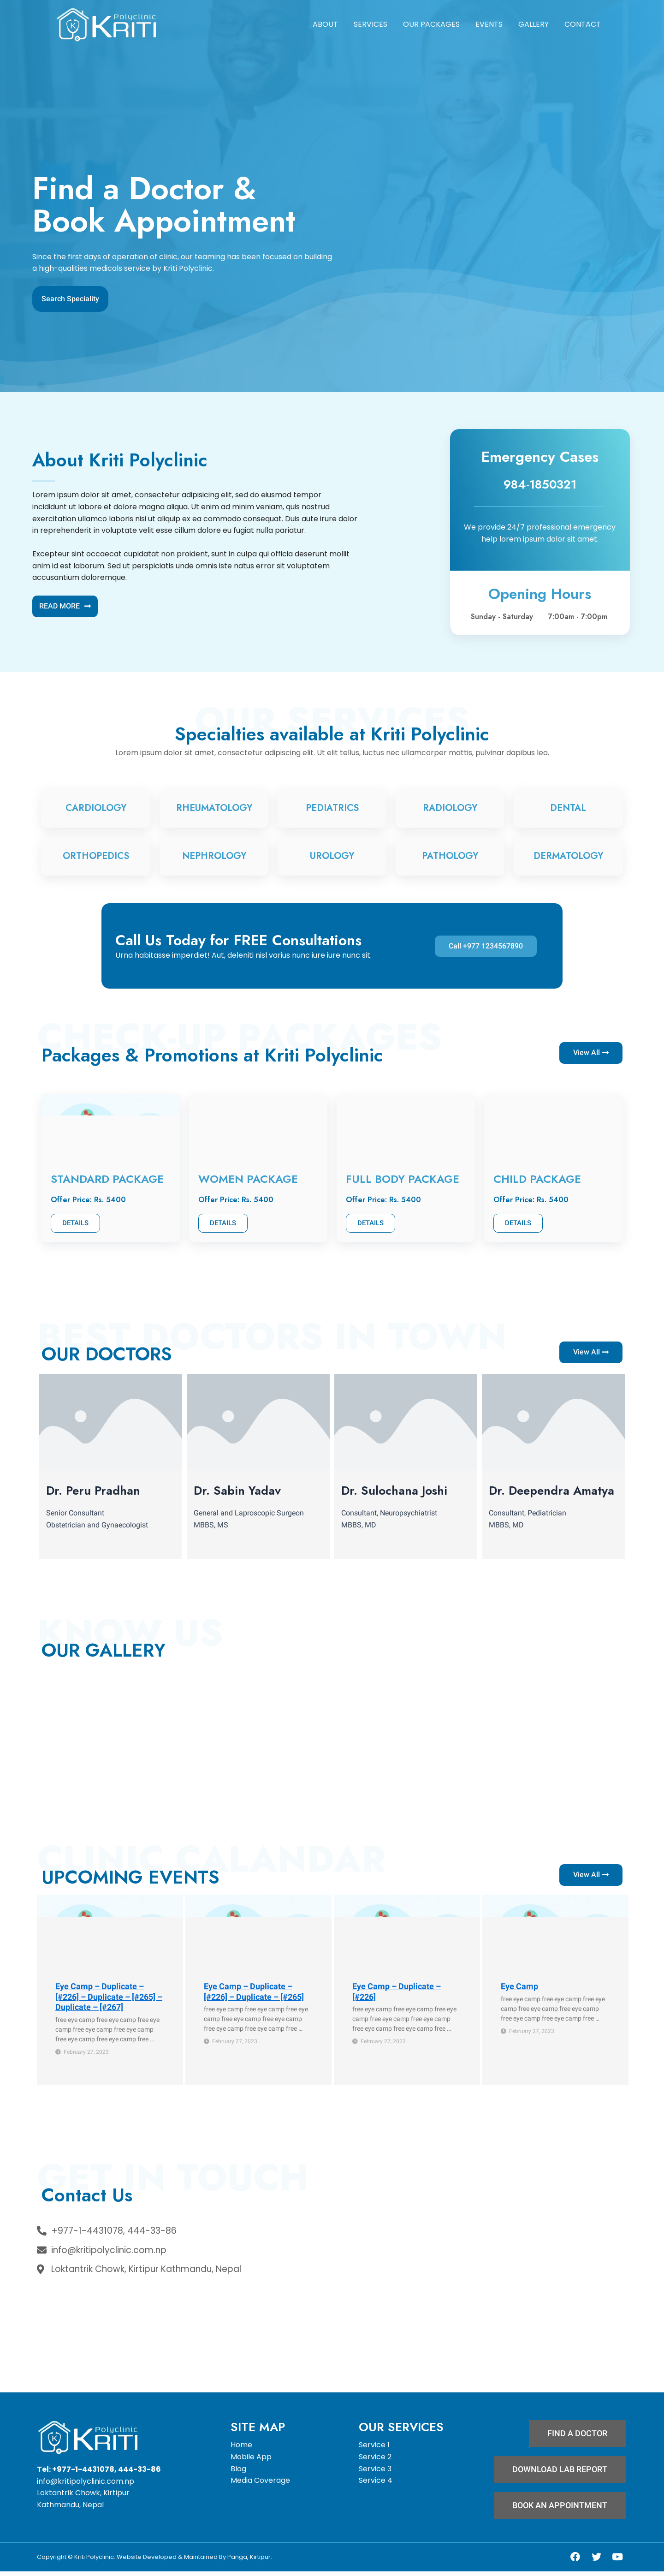 Polyclinic
KRITI
ABOUT SERVICES OUR PACKAGES EVENTS GALLERY CONTACT
Find a Doctor &
Book Appointment
Since the first days of operation of clinic, our teaming has been focused on building
a high-qualities medicals service by Kriti Polyclinic.
Search Speciality
About Kriti Polyclinic
Lorem ipsum dolor sit amet, consectetur adipisicing elit, sed do eiusmod tempor
incididunt ut labore et dolore magna aliqua. Ut enim ad minim veniam, quis nostrud
exercitation ullamco laboris nisi ut aliquip ex ea commodo consequat. Duis aute irure dolor
in reprehenderit in voluptate velit esse cillum dolore eu fugiat nulla pariatur.
Excepteur sint occaecat cupidatat non proident, sunt in culpa qui officia deserunt mollit
anim id est laborum. Sed ut perspiciatis unde omnis iste natus error sit voluptatem
accusantium doloremque.
READ MORE
Emergency Cases
984-1850321
We provide 24/7 professional emergency
help lorem ipsum dolor sit amet.
Opening Hours
Sunday - Saturday 7:00am - 7:00pm
OUR SERVICES
Specialties available at Kriti Polyclinic
Lorem ipsum dolor sit amet, consectetur adipiscing elit. Ut elit tellus, luctus nec ullamcorper mattis, pulvinar dapibus leo.
CARDIOLOGY RHEUMATOLOGY PEDIATRICS RADIOLOGY DENTAL
ORTHOPEDICS NEPHROLOGY UROLOGY PATHOLOGY DERMATOLOGY
Call Us Today for FREE Consultations
Urna habitasse imperdiet! Aut, deleniti nisl varius nunc iure iure nunc sit.
Call +977 1234567890
CHECK-UP PACKAGES
Packages & Promotions at Kriti Polyclinic
View All
STANDARD PACKAGE
Offer Price: Rs. 5400
DETAILS
WOMEN PACKAGE
Offer Price: Rs. 5400
DETAILS
FULL BODY PACKAGE
Offer Price: Rs. 5400
DETAILS
CHILD PACKAGE
Offer Price: Rs. 5400
DETAILS
BEST DOCTORS IN TOWN
OUR DOCTORS
View All
Dr. Peru Pradhan
Senior Consultant
Obstetrician and Gynaecologist
Dr. Sabin Yadav
General and Laproscopic Surgeon
MBBS, MS
Dr. Sulochana Joshi
Consultant, Neuropsychiatrist
MBBS, MD
Dr. Deependra Amatya
Consultant, Pediatrician
MBBS, MD
KNOW US
OUR GALLERY
CLINIC CALANDAR
UPCOMING EVENTS
View All
Eye Camp – Duplicate –
[#226] – Duplicate – [#265] –
Duplicate – [#267]
free eye camp free eye camp free eye
camp free eye camp free eye camp
free eye camp free eye camp free ...
February 27, 2023
Eye Camp – Duplicate –
[#226] – Duplicate – [#265]
free eye camp free eye camp free eye
camp free eye camp free eye camp
free eye camp free eye camp free ...
February 27, 2023
Eye Camp – Duplicate –
[#226]
free eye camp free eye camp free eye
camp free eye camp free eye camp
free eye camp free eye camp free ...
February 27, 2023
Eye Camp
free eye camp free eye camp free eye
camp free eye camp free eye camp
free eye camp free eye camp free ...
February 27, 2023
GET IN TOUCH
Contact Us
+977-1-4431078, 444-33-86
info@kritipolyclinic.com.np
Loktantrik Chowk, Kirtipur Kathmandu, Nepal
Polyclinic
KRITI
Tel: +977-1-4431078, 444-33-86
info@kritipolyclinic.com.np
Loktantrik Chowk, Kirtipur
Kathmandu, Nepal
SITE MAP
Home
Mobile App
Blog
Media Coverage
OUR SERVICES
Service 1
Service 2
Service 3
Service 4
FIND A DOCTOR
DOWNLOAD LAB REPORT
BOOK AN APPOINTMENT
Copyright © Kriti Polyclinic. Website Developed & Maintained By Panga, Kirtipur.